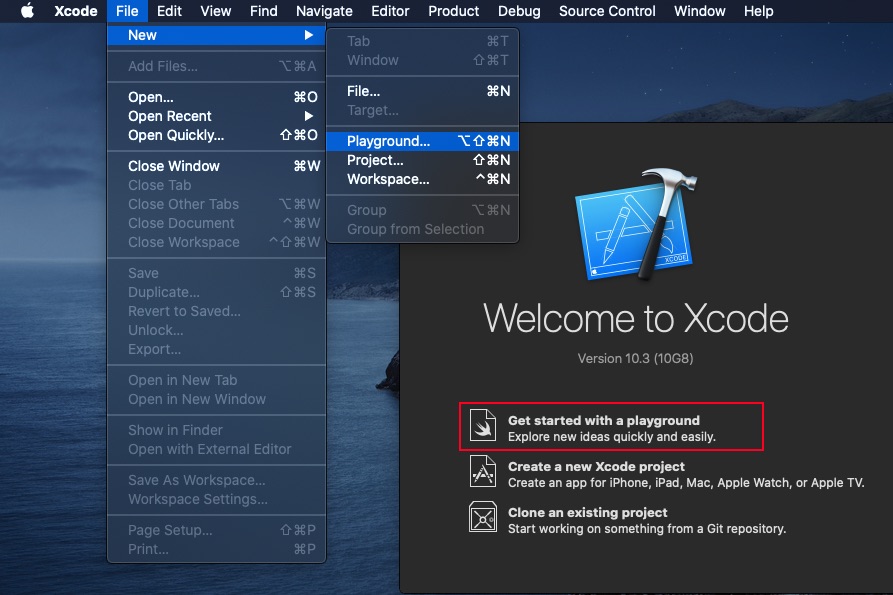 Xcode File Edit View Find Navigate Editor Product Debug Source Control Window Help
New ▶
Add Files... ⌥⌘A
Open... ⌘O
Open Recent ▶
Open Quickly... ⇧⌘O
Close Window ⌘W
Close Tab
Close Other Tabs ⌥⌘W
Close Document ^⌘W
Close Workspace ^⇧⌘W
Save ⌘S
Duplicate... ⇧⌘S
Revert to Saved...
Unlock...
Export...
Open in New Tab
Open in New Window
Show in Finder
Open with External Editor
Save As Workspace...
Workspace Settings...
Page Setup... ⇧⌘P
Print... ⌘P
Tab ⌘T
Window ⇧⌘T
File... ⌘N
Target...
Playground... ⌥⇧⌘N
Project... ⇧⌘N
Workspace... ^⌘N
Group ⌥⌘N
Group from Selection
XCODE
Welcome to Xcode
Version 10.3 (10G8)
Get started with a playground
Explore new ideas quickly and easily.
Create a new Xcode project
Create an app for iPhone, iPad, Mac, Apple Watch, or Apple TV.
Clone an existing project
Start working on something from a Git repository.